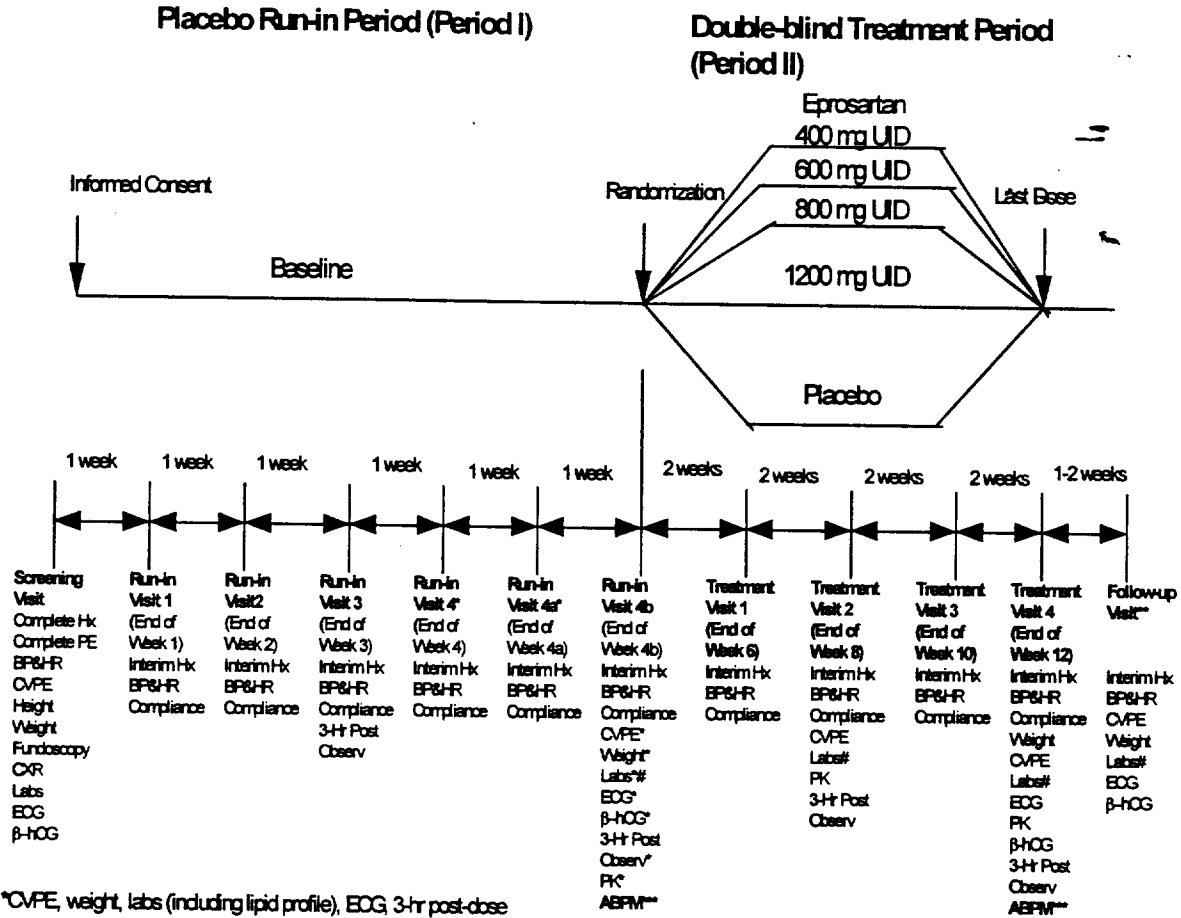 Placebo Run-in Period (Period I)
Double-blind Treatment Period
(Period II)
Eprosartan
400 mg UID
600 mg UID
800 mg UID
1200 mg UID
Informed Consent
Randomization
Last Dose
Baseline
Placebo
1 week
1 week
1 week
1 week
1 week
1 week
2 weeks
2 weeks
2 weeks
2 weeks
1-2 weeks
Screening
Visit
Complete Hx
Complete PE
BP&HR
CVPE
Height
Weight
Fundoscopy
CXR
Labs
ECG
β-hCG
Run-in
Visit 1
(End of
Week 1)
Interim Hx
BP&HR
Compliance
Run-in
Visit2
(End of
Week 2)
Interim Hx
BP&HR
Compliance
Run-in
Visit 3
(End of
Week 3)
Interim Hx
BP&HR
Compliance
3-Hr Post
Observ
Run-in
Visit 4*
(End of
Week 4)
Interim Hx
BP&HR
Compliance
Run-in
Visit 4a*
(End of
Week 4a)
Interim Hx
BP&HR
Compliance
Run-in
Visit 4b
(End of
Week 4b)
Interim Hx
BP&HR
Compliance
CVPE*
Weight*
Labs*#
ECG*
β-hCG*
3-Hr Post
Observ*
PK*
ABPM***
Treatment
Visit 1
(End of
Week 6)
Interim Hx
BP&HR
Compliance
Treatment
Visit 2
(End of
Week 8)
Interim Hx
BP&HR
Compliance
CVPE
Labs#
PK
3-Hr Post
Observ
Treatment
Visit 3
(End of
Week 10)
Interim Hx
BP&HR
Compliance
Treatment
Visit 4
(End of
Week 12)
Interim Hx
BP&HR
Compliance
Weight
CVPE
Labs#
ECG
PK
β-hCG
3-Hr Post
Observ
ABPM***
Follow-up
Visit**
Interim Hx
BP&HR
CVPE
Weight
Labs#
ECG
β-hCG
*CVPE, weight, labs (including lipid profile), ECG, 3-hr post-dose